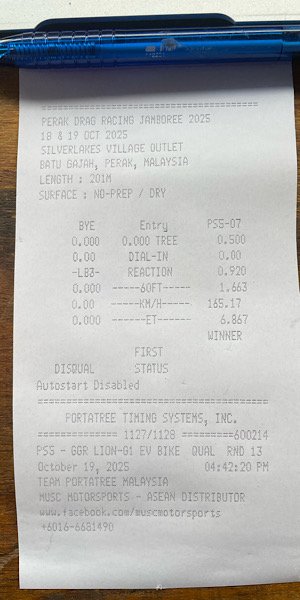 PERAK DRAG RACING JAMBOREE 2025
18 & 19 OCT 2025
SILVERLAKES VILLAGE OUTLET
BATU GAJAH, PERAK, MALAYSIA
LENGTH : 201M
SURFACE : NO-PREP / DRY
BYE Entry PS5-07
0.000 0.000 TREE 0.500
0.00 DIAL-IN 0.00
-LB3- REACTION 0.920
0.000 -----60FT----- 1.663
0.00 -----KM/H----- 165.17
0.000 ------ET------ 6.867
WINNER
FIRST
DISQUAL STATUS
Autostart Disabled
PORTATREE TIMING SYSTEMS, INC.
=========== 1127/1128 =========600214
PS5 - GGR LION-G1 EV BIKE QUAL RND 13
October 19, 2025 04:42:20 PM
TEAM PORTATREE MALAYSIA
MUSC MOTORSPORTS - ASEAN DISTRIBUTOR
www.facebook.com/muscmotorsports
+6016-6681490